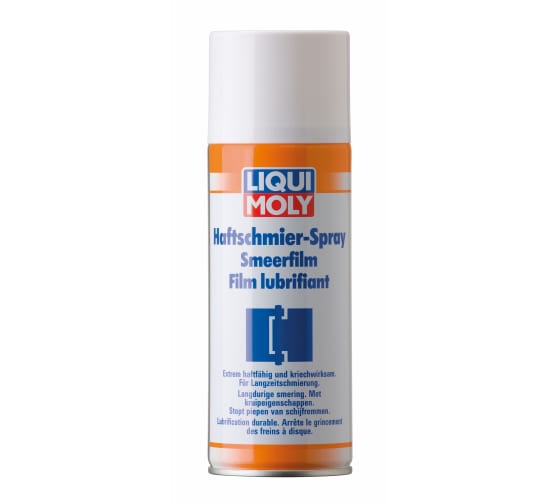 LIQUI
MOLY
Haftschmier-Spray
Smeerfilm
Film lubrifiant
Extrem haftfähig und kriechwirksam.
Für Langzeitschmierung.
Langdurige smering. Met
kruipeigenschappen.
Stopt piepen van schijfremmen.
Lubrification durable. Arrête le grincement
des freins à disque.